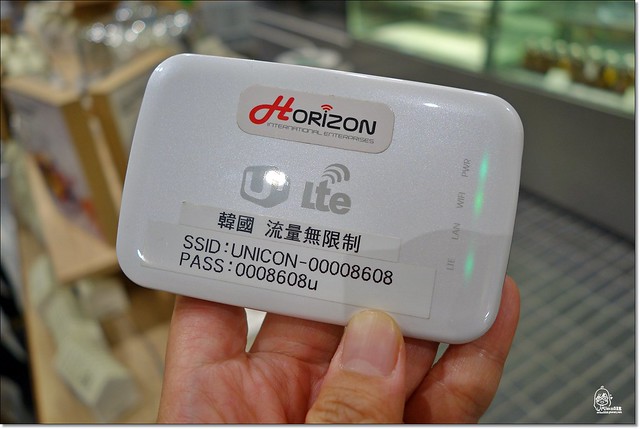 HORIZON
INTERNATIONAL ENTERPRISES
U Lte
韓國 流量無限制
SSID:UNICON-00008608
PASS:0008608u
PWR
WIFI
LAN
LTE